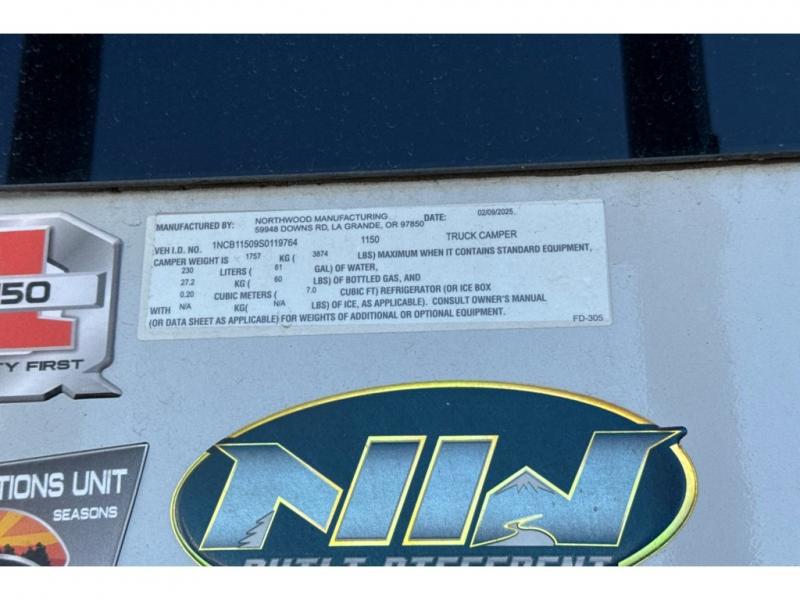 MANUFACTURED BY: NORTHWOOD MANUFACTURING DATE: 02/09/2025
59948 DOWNS RD, LA GRANDE, OR 97850
VEH I.D. NO. 1NCB11509S0119764 1150 TRUCK CAMPER
CAMPER WEIGHT IS 1757 KG ( 3874 LBS) MAXIMUM WHEN IT CONTAINS STANDARD EQUIPMENT,
230 LITERS ( 61 GAL) OF WATER,
27.2 KG ( 60 LBS) OF BOTTLED GAS, AND
0.20 CUBIC METERS ( 7.0 CUBIC FT) REFRIGERATOR (OR ICE BOX
WITH N/A KG( N/A LBS) OF ICE, AS APPLICABLE). CONSULT OWNER'S MANUAL
(OR DATA SHEET AS APPLICABLE) FOR WEIGHTS OF ADDITIONAL OR OPTIONAL EQUIPMENT.
FD-305
50
TY FIRST
TIONS UNIT
SEASONS
NW
BUILT DIFFERENT